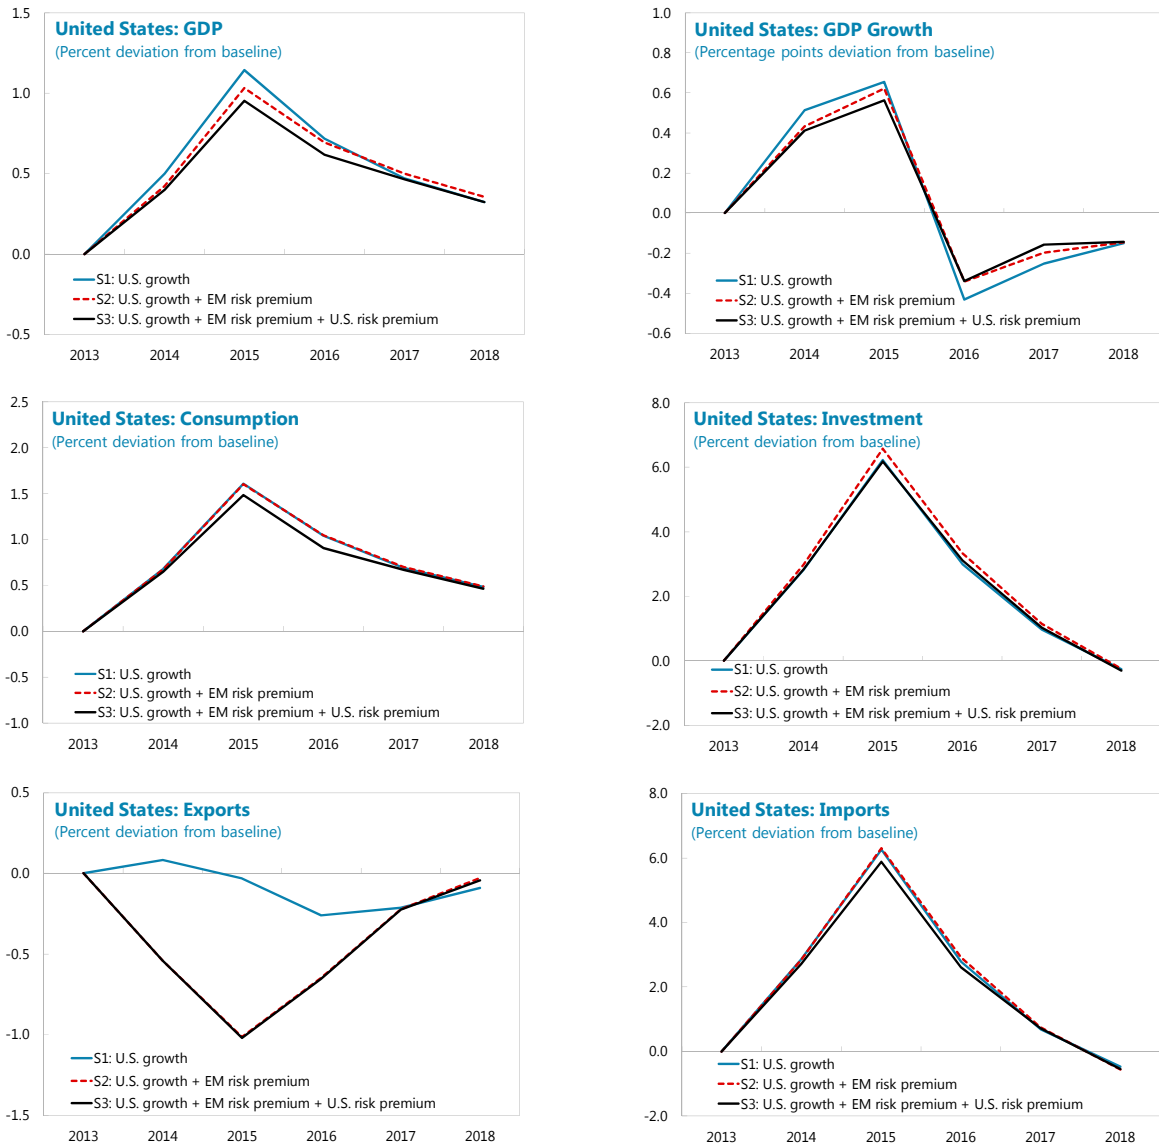 United States: GDP
(Percent deviation from baseline)
1.5
1.0
0.5
0.0
-0.5
S1: U.S. growth
S2: U.S. growth + EM risk premium
S3: U.S. growth + EM risk premium + U.S. risk premium
2013 2014 2015 2016 2017 2018
United States: GDP Growth
(Percentage points deviation from baseline)
1.0
0.8
0.6
0.4
0.2
0.0
-0.2
-0.4
-0.6
S1: U.S. growth
S2: U.S. growth + EM risk premium
S3: U.S. growth + EM risk premium + U.S. risk premium
2013 2014 2015 2016 2017 2018
United States: Consumption
(Percent deviation from baseline)
2.5
2.0
1.5
1.0
0.5
0.0
-0.5
-1.0
S1: U.S. growth
S2: U.S. growth + EM risk premium
S3: U.S. growth + EM risk premium + U.S. risk premium
2013 2014 2015 2016 2017 2018
United States: Investment
(Percent deviation from baseline)
8.0
6.0
4.0
2.0
0.0
-2.0
S1: U.S. growth
S2: U.S. growth + EM risk premium
S3: U.S. growth + EM risk premium + U.S. risk premium
2013 2014 2015 2016 2017 2018
United States: Exports
(Percent deviation from baseline)
0.5
0.0
-0.5
-1.0
-1.5
S1: U.S. growth
S2: U.S. growth + EM risk premium
S3: U.S. growth + EM risk premium + U.S. risk premium
2013 2014 2015 2016 2017 2018
United States: Imports
(Percent deviation from baseline)
8.0
6.0
4.0
2.0
0.0
-2.0
S1: U.S. growth
S2: U.S. growth + EM risk premium
S3: U.S. growth + EM risk premium + U.S. risk premium
2013 2014 2015 2016 2017 2018